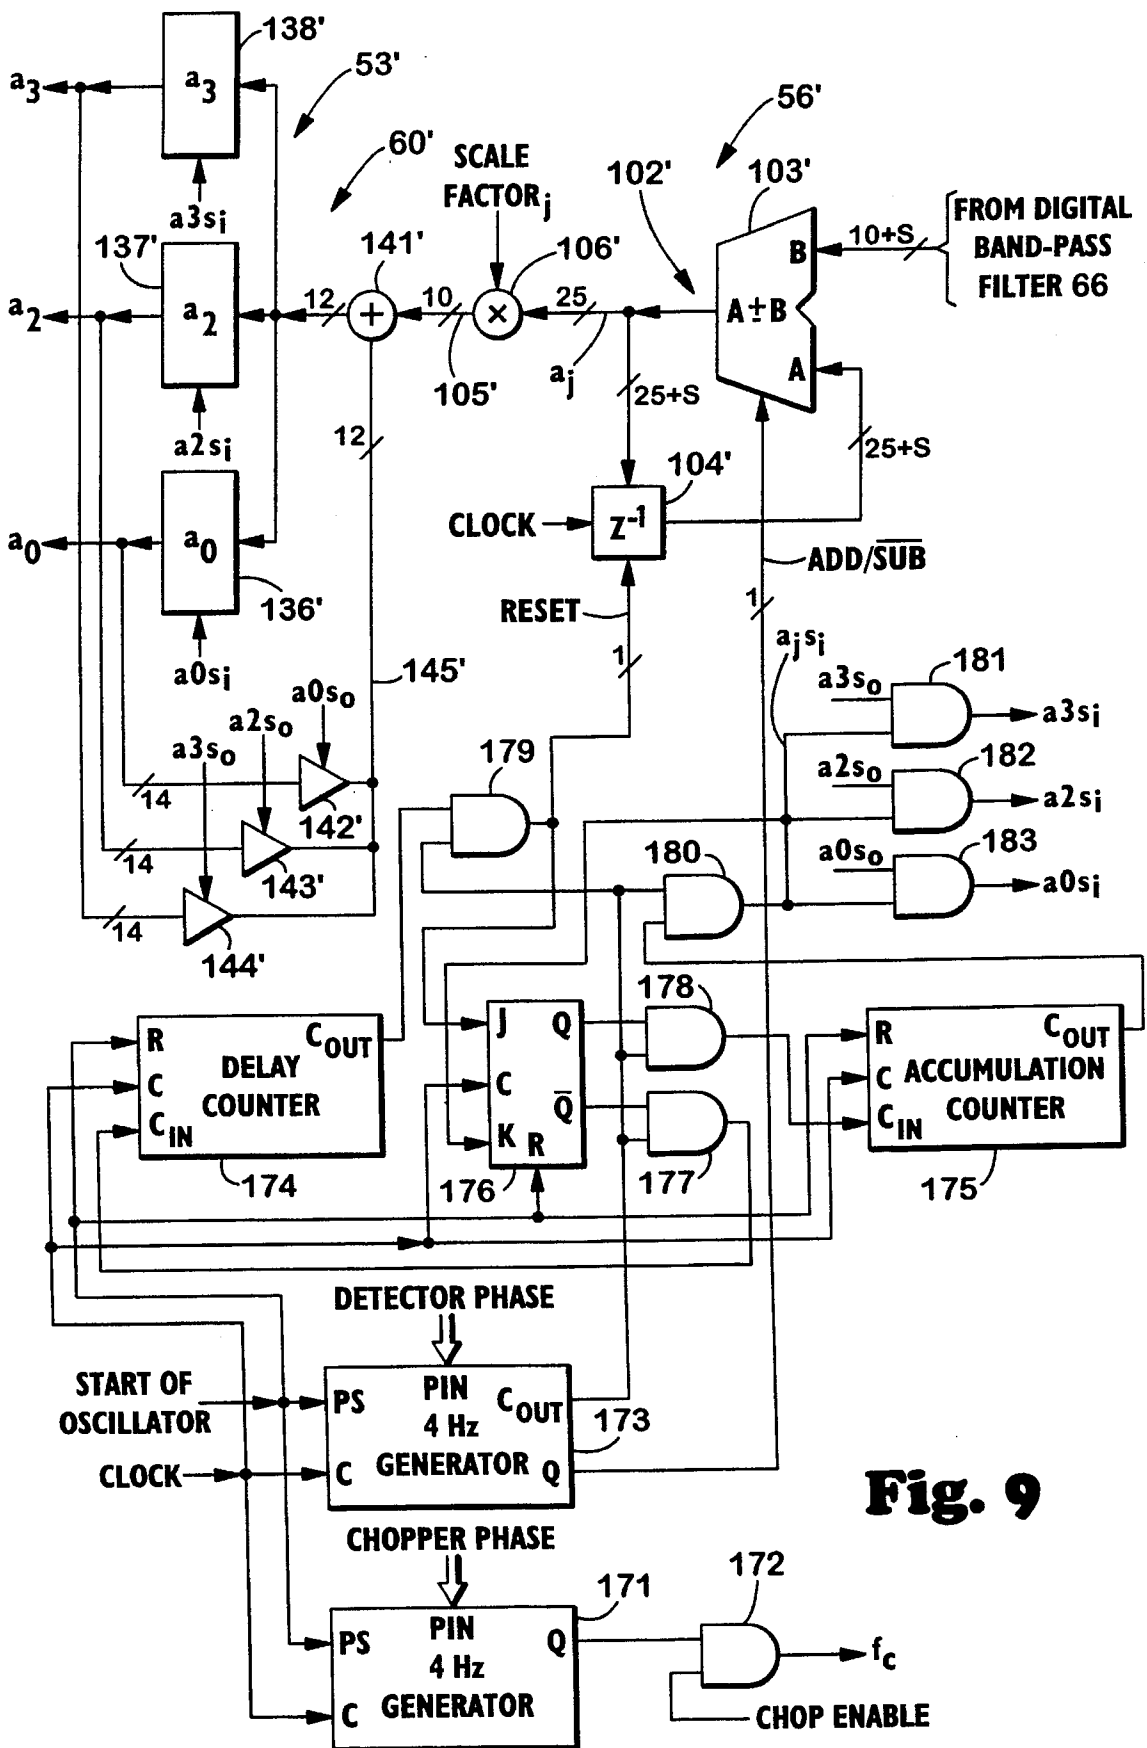 138'
a3
a3
53'
56'
60'
SCALE
FACTORj
102'
103'
a3si
137'
141'
106'
B
10+S
FROM DIGITAL
BAND-PASS
FILTER 66
a2
a2
12
+
10
×
25
A±B
105'
aj
A
25+S
25+S
a2si
12
104'
CLOCK
Z-1
ADD/SUB
a0
a0
136'
RESET
1
1
a0si
145'
ajsi
181
a3so
a3si
a0so
a2so
a3so
179
182
a2so
a2si
14
142'
14
143'
180
183
a0so
a0si
14
144'
178
R
COUT
J
Q
R
COUT
DELAY
COUNTER
C
CIN
C
Q
K
R
ACCUMULATION
COUNTER
C
CIN
174
176
177
175
DETECTOR PHASE
START OF
OSCILLATOR
PS
PIN
4 Hz
GENERATOR
COUT
173
CLOCK
C
Q
Fig. 9
CHOPPER PHASE
171
172
PS
PIN
4 Hz
GENERATOR
Q
fc
C
CHOP ENABLE